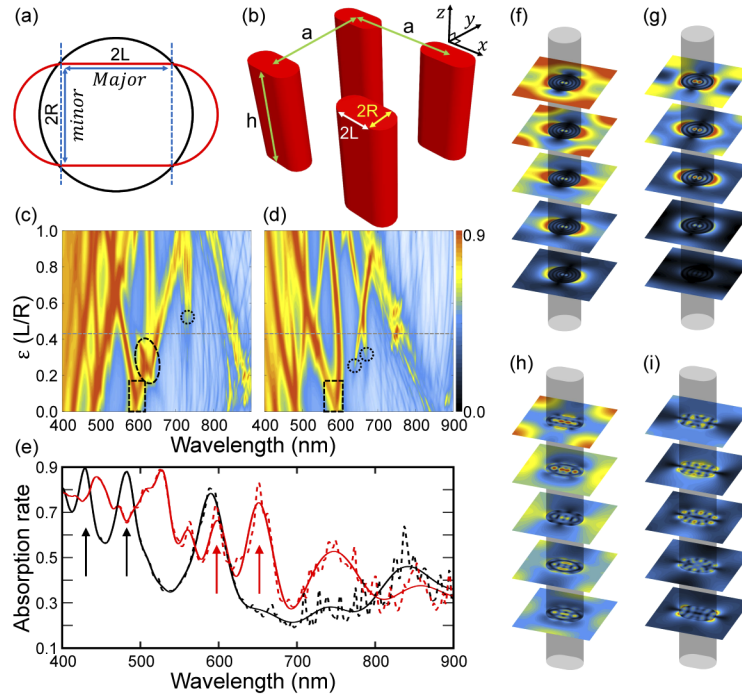 (a)
2L
Major
2R
minor
(b)
a
a
h
2L
2R
z
y
x
(c)
(d)
ε (L/R)
1.0
0.8
0.6
0.4
0.2
0.0
400 500 600 700 800
Wavelength (nm)
400 500 600 700 800 900
Wavelength (nm)
0.9
0.0
(e)
Absorption rate
0.9
0.7
0.5
0.3
0.1
400 500 600 700 800 900
Wavelength (nm)
(f)
(g)
(h)
(i)